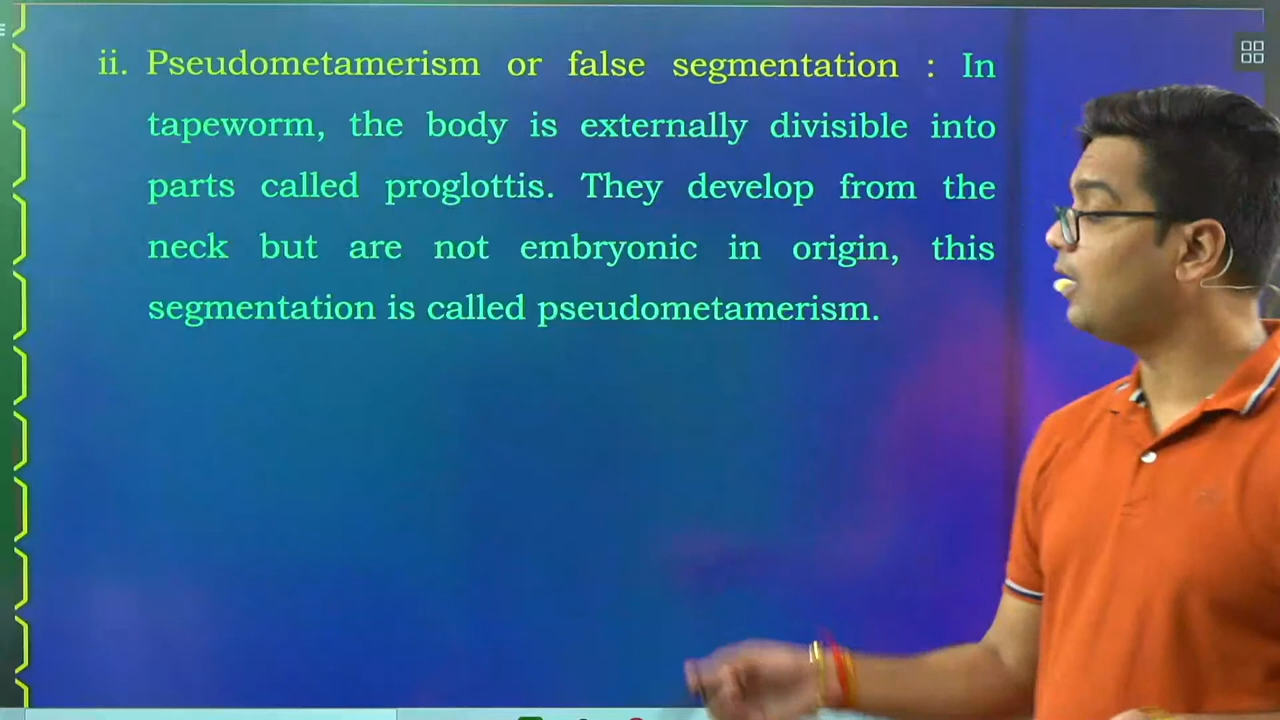 ii. Pseudometamerism or false segmentation : In
tapeworm, the body is externally divisible into
parts called proglottis. They develop from the
neck but are not embryonic in origin, this
segmentation is called pseudometamerism.